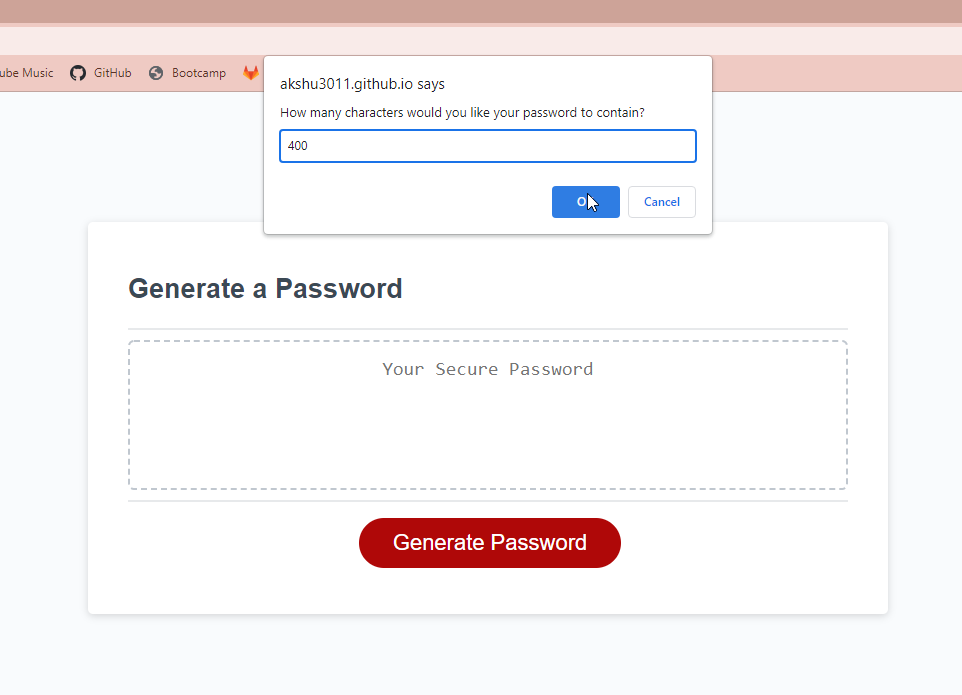 ube Music GitHub Bootcamp
akshu3011.github.io says
How many characters would you like your password to contain?
400
Cancel
Generate a Password
Your Secure Password
Generate Password